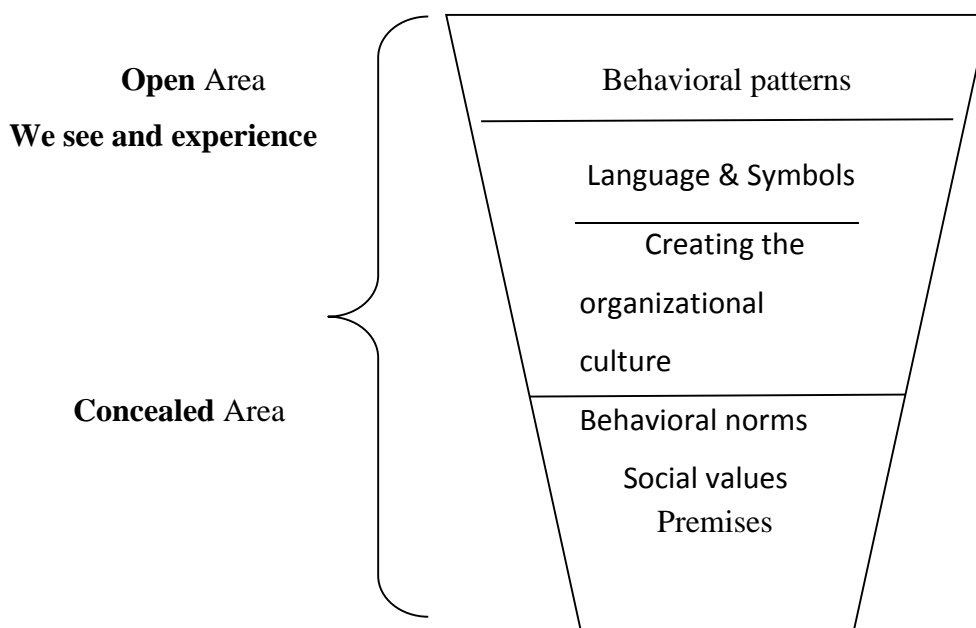 Open Area
We see and experience
Concealed Area
Behavioral patterns
Language & Symbols
Creating the
organizational
culture
Behavioral norms
Social values
Premises